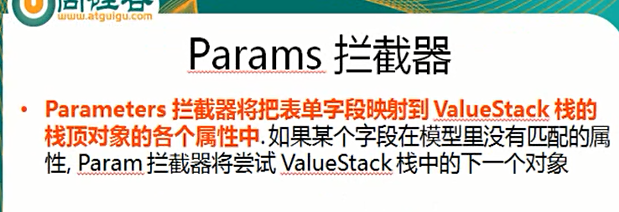 尚硅谷
www.atguigu.com
Params 拦截器
• Parameters 拦截器将把表单字段映射到 ValueStack 栈的
栈顶对象的各个属性中. 如果某个字段在模型里没有匹配的属
性, Param 拦截器将尝试 ValueStack 栈中的下一个对象